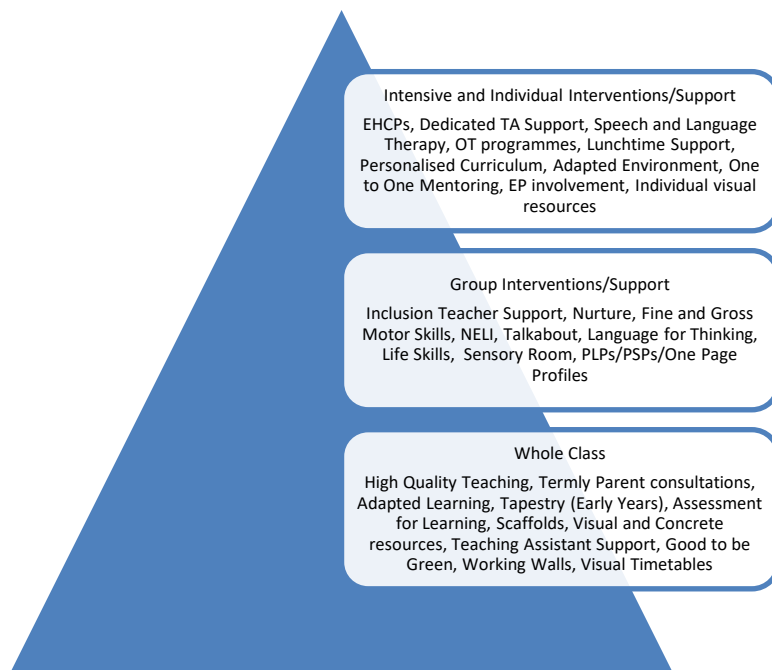 Intensive and Individual Interventions/Support
EHCPs, Dedicated TA Support, Speech and Language
Therapy, OT programmes, Lunchtime Support,
Personalised Curriculum, Adapted Environment, One
to One Mentoring, EP involvement, Individual visual
resources
Group Interventions/Support
Inclusion Teacher Support, Nurture, Fine and Gross
Motor Skills, NELI, Talkabout, Language for Thinking,
Life Skills, Sensory Room, PLPs/PSPs/One Page
Profiles
Whole Class
High Quality Teaching, Termly Parent consultations,
Adapted Learning, Tapestry (Early Years), Assessment
for Learning, Scaffolds, Visual and Concrete
resources, Teaching Assistant Support, Good to be
Green, Working Walls, Visual Timetables